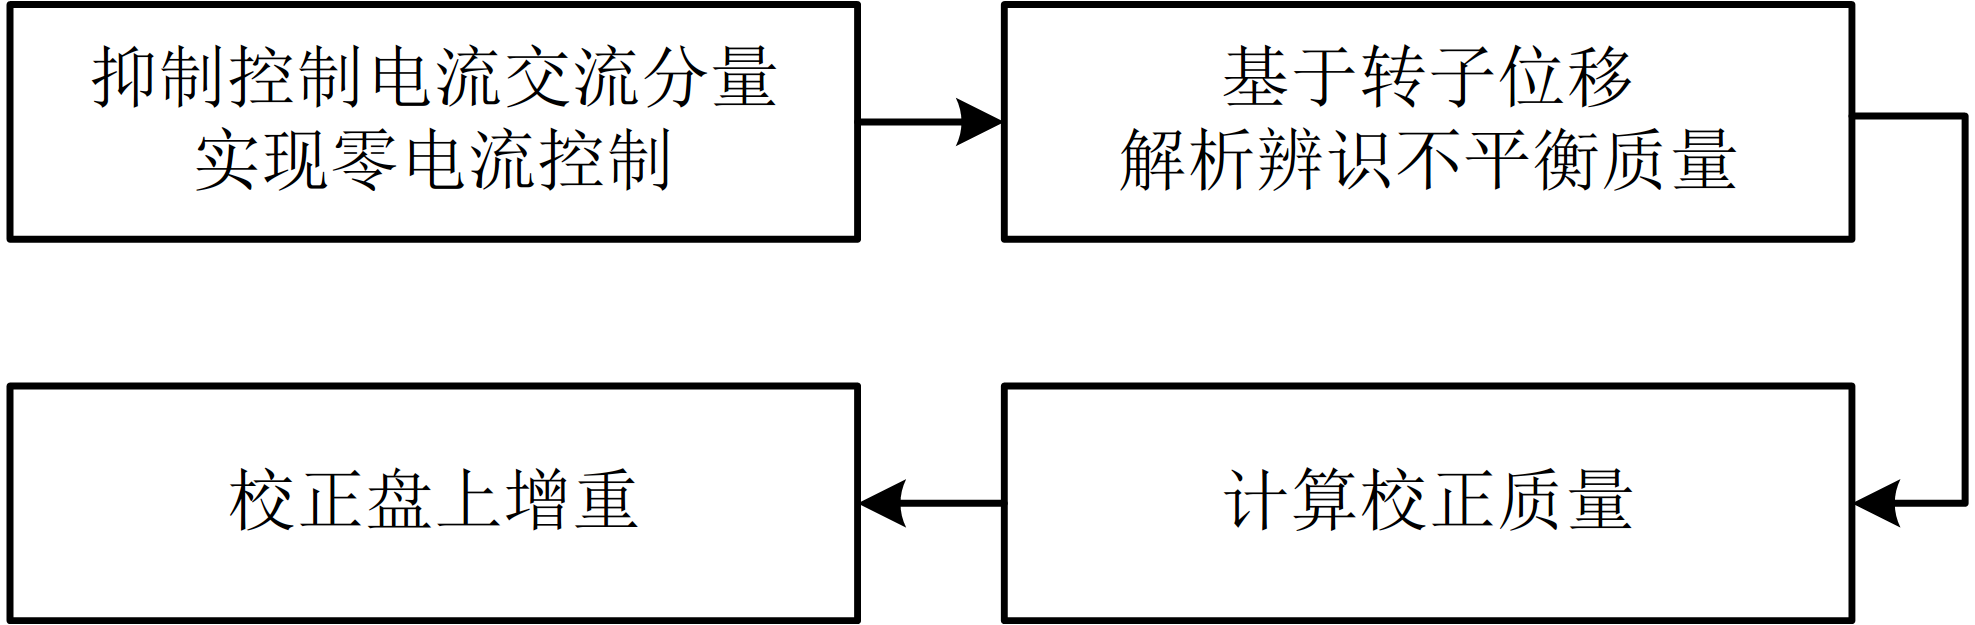 抑制控制电流交流分量
实现零电流控制
基于转子位移
解析辨识不平衡质量
计算校正质量
校正盘上增重